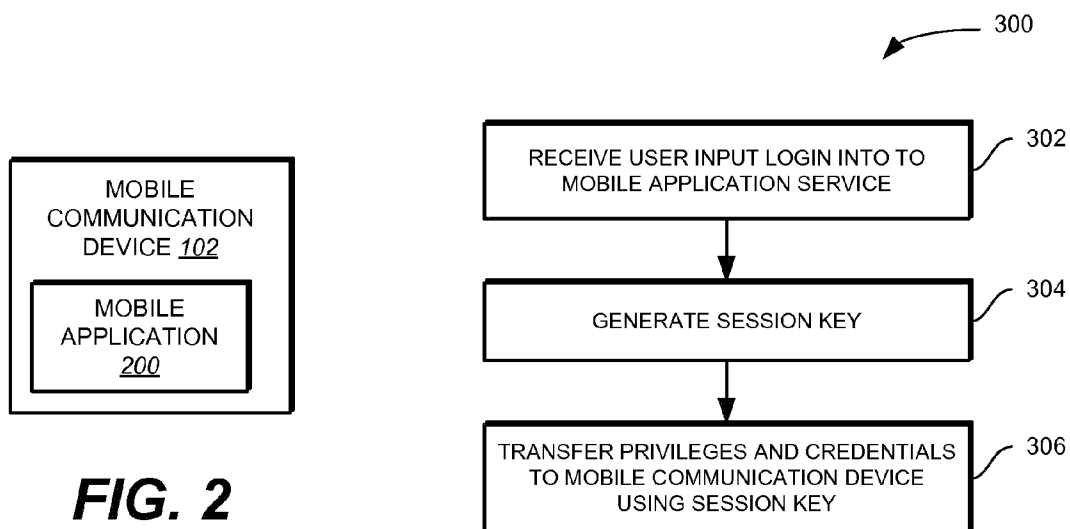 300
MOBILE
COMMUNICATION
DEVICE 102
MOBILE
APPLICATION
200
FIG. 2
RECEIVE USER INPUT LOGIN INTO TO
MOBILE APPLICATION SERVICE
302
GENERATE SESSION KEY
304
TRANSFER PRIVILEGES AND CREDENTIALS
TO MOBILE COMMUNICATION DEVICE
USING SESSION KEY
306